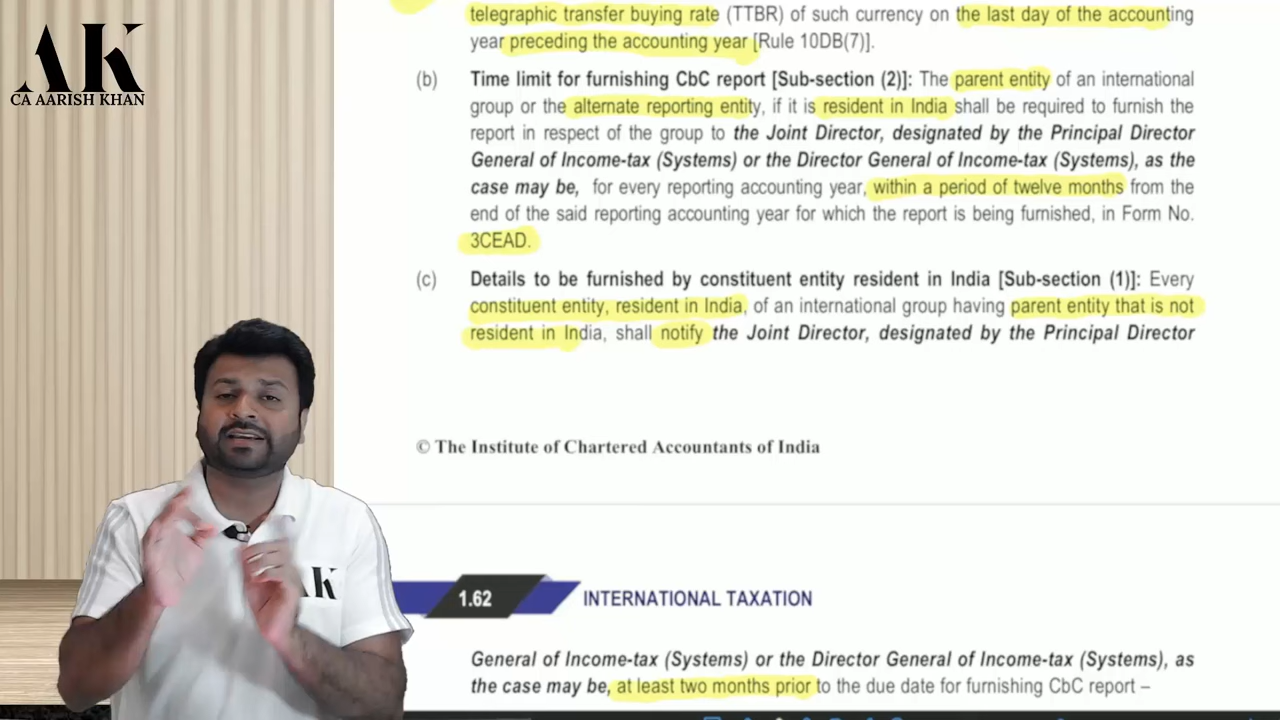 AK
CA AARISH KHAN
telegraphic transfer buying rate (TTBR) of such currency on the last day of the accounting
year preceding the accounting year [Rule 10DB(7)].
(b) Time limit for furnishing CbC report [Sub-section (2)]: The parent entity of an international
group or the alternate reporting entity, if it is resident in India shall be required to furnish the
report in respect of the group to the Joint Director, designated by the Principal Director
General of Income-tax (Systems) or the Director General of Income-tax (Systems), as the
case may be, for every reporting accounting year, within a period of twelve months from the
end of the said reporting accounting year for which the report is being furnished, in Form No.
3CEAD.
(c) Details to be furnished by constituent entity resident in India [Sub-section (1)]: Every
constituent entity, resident in India, of an international group having parent entity that is not
resident in India, shall notify the Joint Director, designated by the Principal Director
© The Institute of Chartered Accountants of India
1.62 INTERNATIONAL TAXATION
General of Income-tax (Systems) or the Director General of Income-tax (Systems), as
the case may be, at least two months prior to the due date for furnishing CbC report –